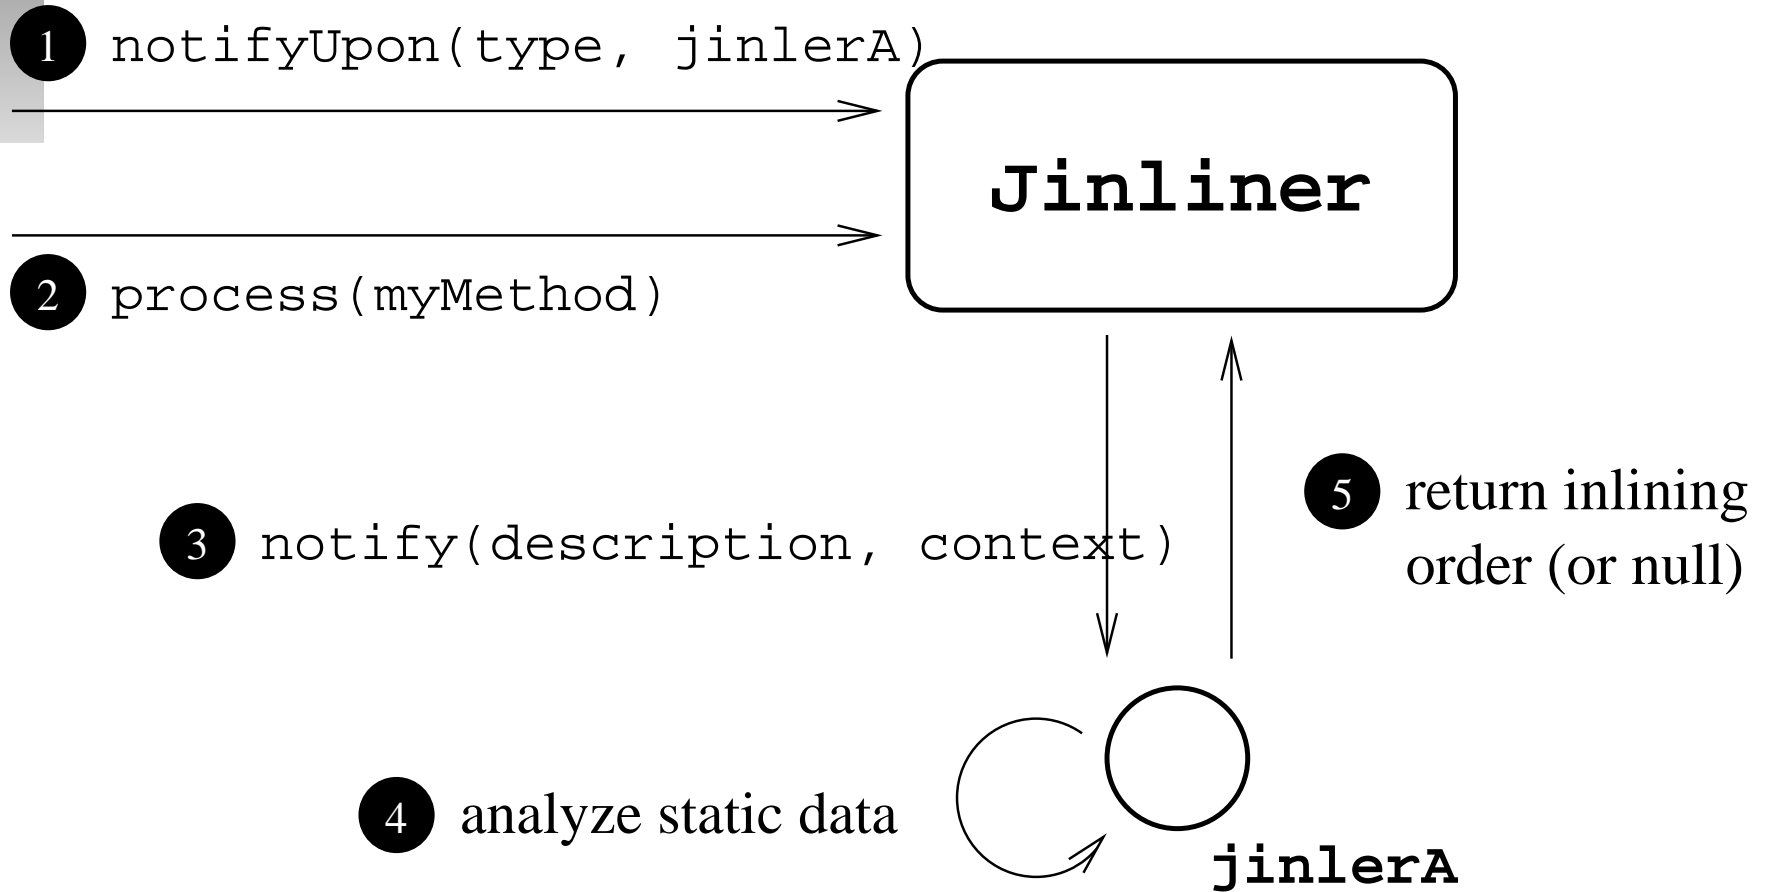 1 notifyUpon(type, jinlerA)
Jinliner
2 process(myMethod)
3 notify(description, context)
5 return inlining
order (or null)
4 analyze static data
jinlerA